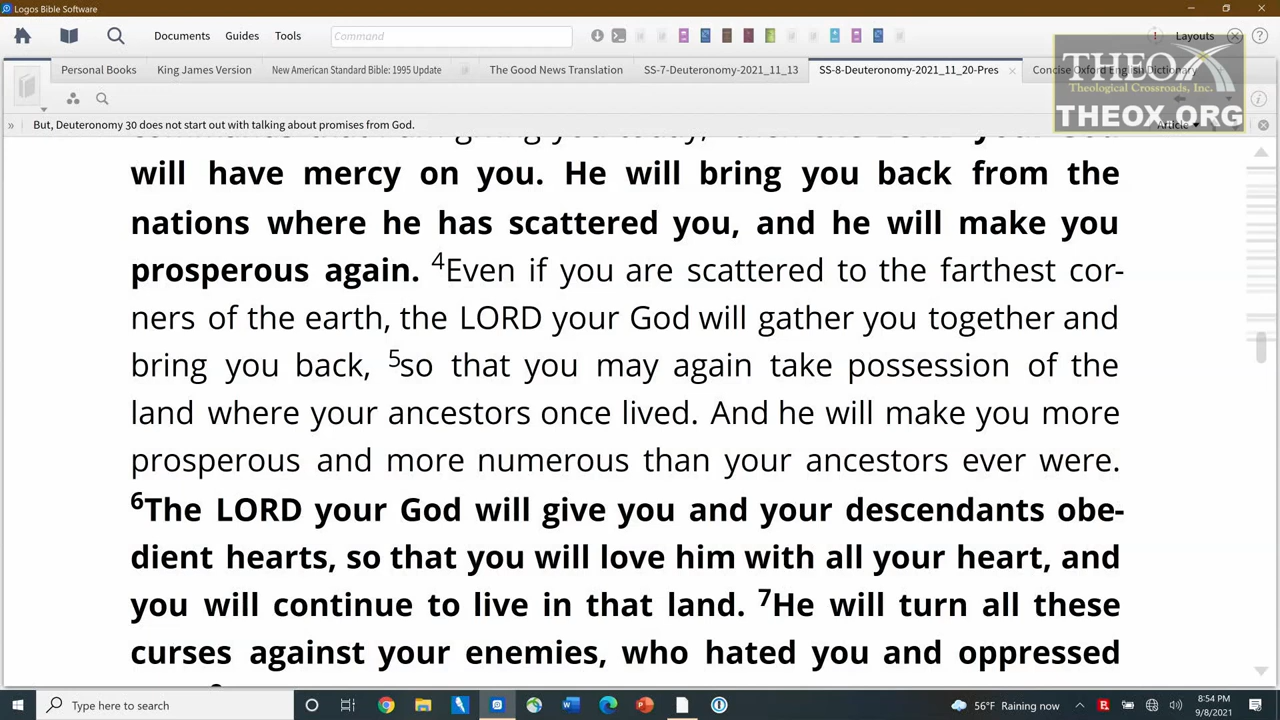 Logos Bible Software
Documents Guides Tools Command Layouts
Personal Books King James Version New American Standard updat SS-7-Deuteronomy-2021_11_13 SS-8-Deuteronomy-2021_11_20-Pres Concise Oxford English Dictionary
The Good News Translation
THEOX
Theological Crossroads, Inc.
THEOX.ORG
» But, Deuteronomy 30 does not start out with talking about promises from God. Article
will have mercy on you. He will bring you back from the
nations where he has scattered you, and he will make you
prosperous again. 4Even if you are scattered to the farthest cor-
ners of the earth, the LORD your God will gather you together and
bring you back, 5so that you may again take possession of the
land where your ancestors once lived. And he will make you more
prosperous and more numerous than your ancestors ever were.
6The LORD your God will give you and your descendants obe-
dient hearts, so that you will love him with all your heart, and
you will continue to live in that land. 7He will turn all these
curses against your enemies, who hated you and oppressed
Type here to search 56°F Raining now 8:54 PM
9/8/2021